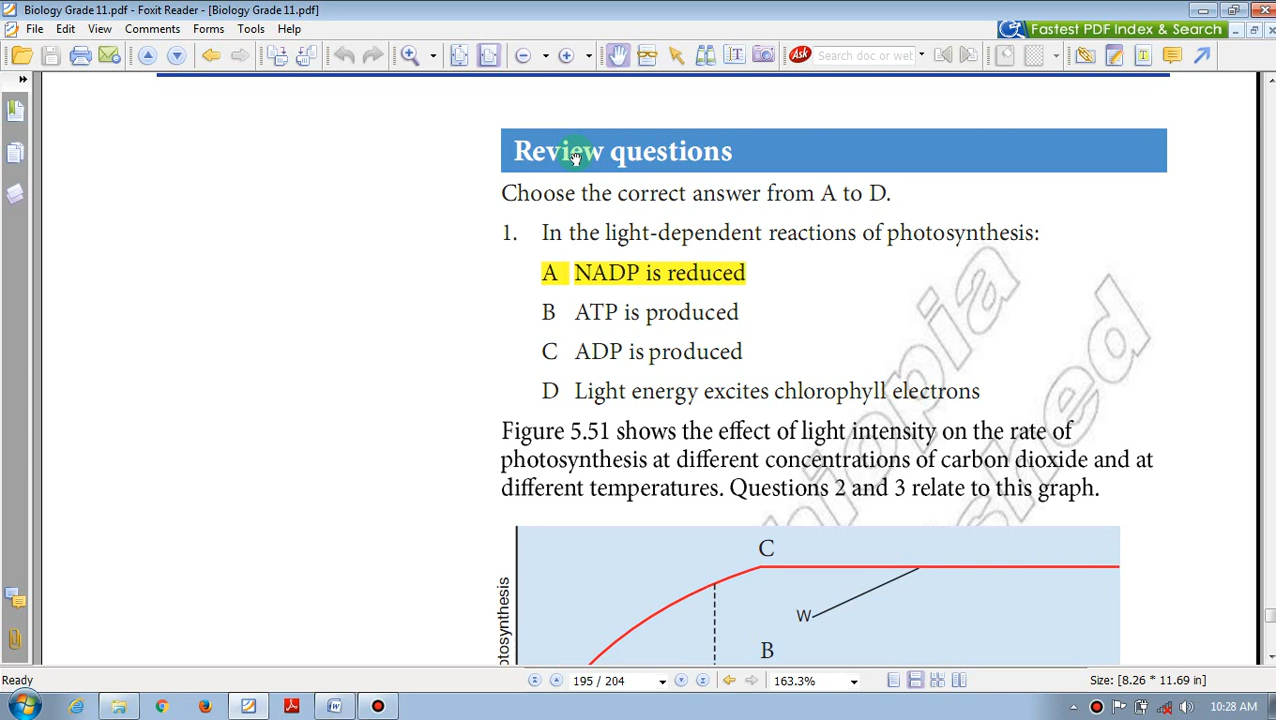 Biology Grade 11.pdf - Foxit Reader - [Biology Grade 11.pdf]
File Edit View Comments Forms Tools Help
Fastest PDF Index & Search
Ask Search doc or wet
Review questions
Choose the correct answer from A to D.
1. In the light-dependent reactions of photosynthesis:
A NADP is reduced
B ATP is produced
C ADP is produced
D Light energy excites chlorophyll electrons
Figure 5.51 shows the effect of light intensity on the rate of
photosynthesis at different concentrations of carbon dioxide and at
different temperatures. Questions 2 and 3 relate to this graph.
C
W
B
Ready 195 / 204 163.3% Size: [8.26 * 11.69 in]
10:28 AM